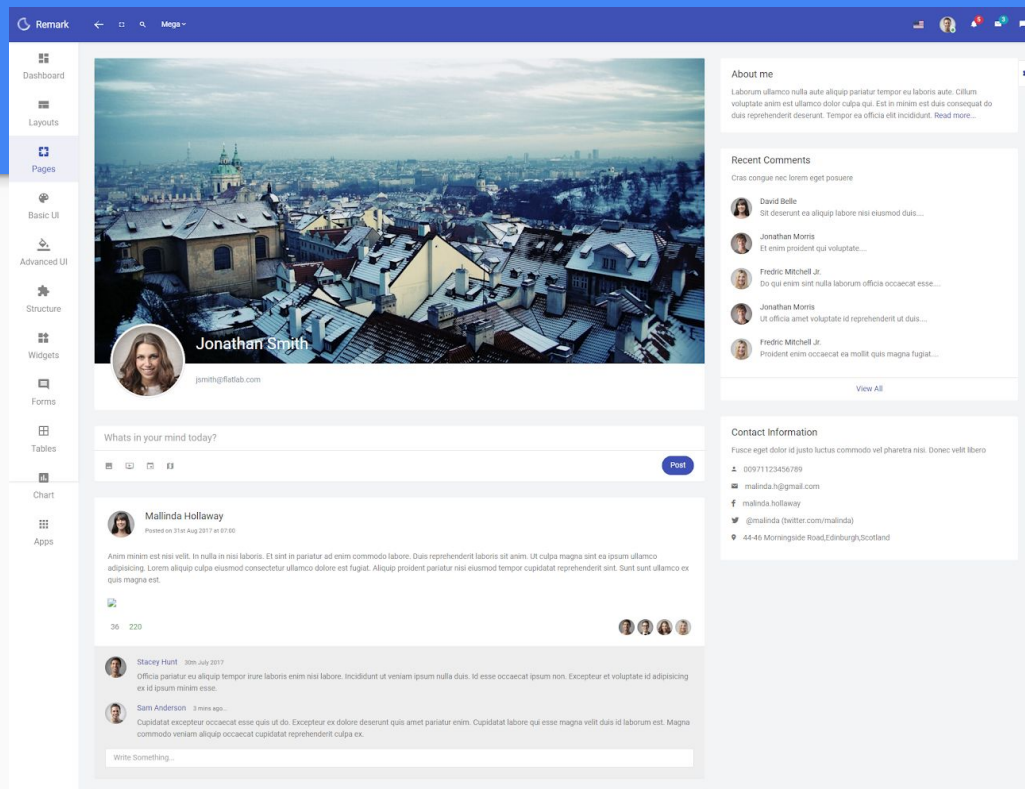 Remark
Mega
5
3
Dashboard
Layouts
Pages
Basic UI
Advanced UI
Structure
Widgets
Forms
Tables
Chart
Apps
Jonathan Smith
jsmith@flatlab.com
Whats in your mind today?
Post
Mallinda Hollaway
Posted on 31st Aug 2017 at 07:00
Anim minim est nisi velit. In nulla in nisi laboris. Et sint in pariatur ad enim commodo labore. Duis reprehenderit laboris sit anim. Ut culpa magna sint ea ipsum ullamco
adipisicing. Lorem aliquip culpa eiusmod consectetur ullamco dolore est fugiat. Aliquip proident pariatur nisi eiusmod tempor cupidatat reprehenderit sint. Sunt sunt ullamco ex
quis magna est.
36 220
Stacey Hunt 30th July 2017
Officia pariatur eu aliquip tempor irure laboris enim nisi labore. Incididunt ut veniam ipsum nulla duis. Id esse occaecat ipsum non. Excepteur et voluptate id adipisicing
ex id ipsum minim esse.
Sam Anderson 3 mins ago..
Cupidatat excepteur occaecat esse quis ut do. Excepteur ex dolore deserunt quis amet pariatur enim. Cupidatat labore qui esse magna velit duis id laborum est. Magna
commodo veniam aliquip occaecat cupidatat reprehenderit culpa ex.
Write Something...
About me
Laborum ullamco nulla aute aliquip pariatur tempor eu laboris aute. Cillum
voluptate anim est ullamco dolor culpa qui. Est in minim est duis consequat do
duis reprehenderit deserunt. Tempor ea officia elit incididunt. Read more...
Recent Comments
Cras congue nec lorem eget posuere
David Belle
Sit deserunt ea aliquip labore nisi eiusmod duis....
Jonathan Morris
Et enim proident qui voluptate....
Fredric Mitchell Jr.
Do qui enim sint nulla laborum officia occaecat esse....
Jonathan Morris
Ut officia amet voluptate id reprehenderit ut duis....
Fredric Mitchell Jr.
Proident enim occaecat ea mollit quis magna fugiat....
View All
Contact Information
Fusce eget dolor id justo luctus commodo vel pharetra nisi. Donec velit libero
00971123456789
malinda.h@gmail.com
malinda.hollaway
@malinda (twitter.com/malinda)
44-46 Morningside Road,Edinburgh,Scotland